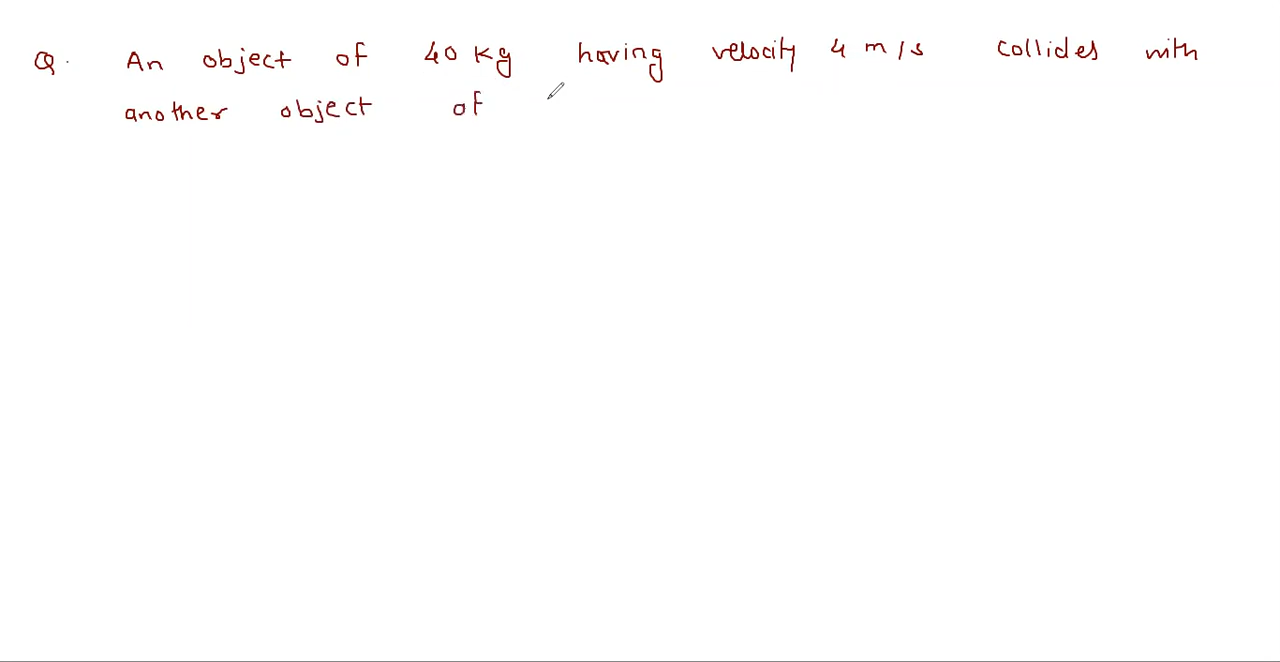 Q. An object of 40 kg having velocity 4 m/s collides with
another object of